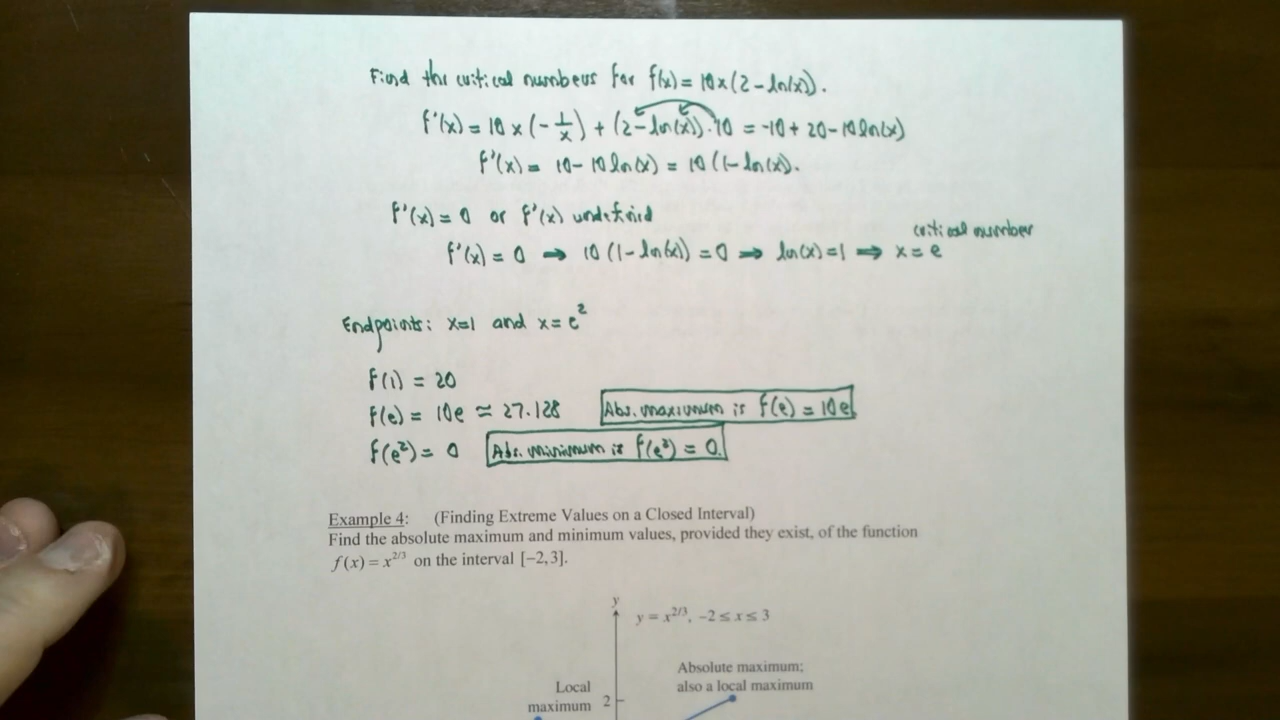 Find the critical numbers for f(x) = 10x(2 - ln(x)).
f'(x) = 10x(-1/x) + (2 - ln(x))·10 = -10 + 20 - 10ln(x)
f'(x) = 10 - 10ln(x) = 10(1 - ln(x).
f'(x) = 0 or f'(x) undefined
critical number
f'(x) = 0 ⇒ 10(1 - ln(x)) = 0 ⇒ ln(x) = 1 ⇒ x = e
Endpoints: x=1 and x = e²
f(1) = 20
f(e) = 10e ≈ 27.128 Abs. maximum is f(e) = 10e.
f(e²) = 0 Abs. minimum is f(e²) = 0.
Example 4: (Finding Extreme Values on a Closed Interval)
Find the absolute maximum and minimum values, provided they exist, of the function
f(x) = x^{2/3} on the interval [−2,3].
y
y = x^{2/3}, −2 ≤ x ≤ 3
Absolute maximum;
also a local maximum
Local
maximum
2